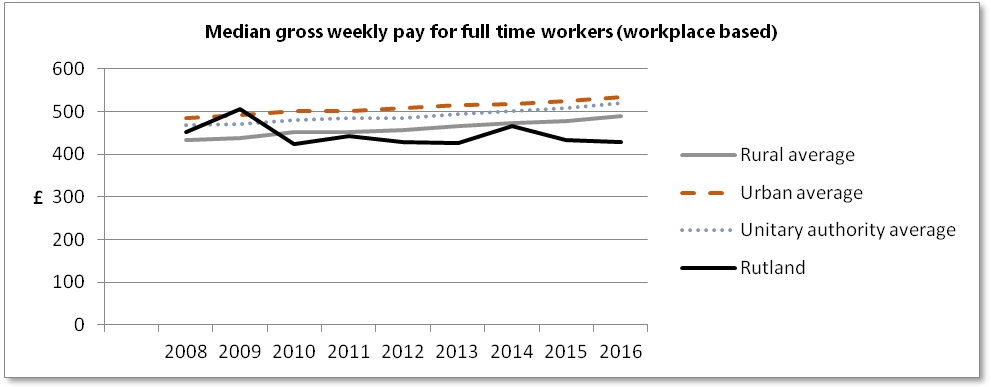 Median gross weekly pay for full time workers (workplace based)
600
500
400
300
200
100
0
£
2008 2009 2010 2011 2012 2013 2014 2015 2016
Rural average
Urban average
Unitary authority average
Rutland